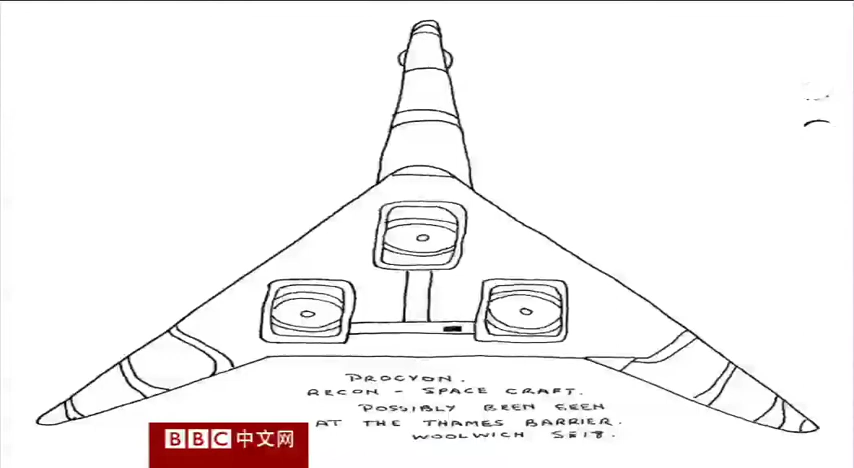 PROCYON.
RECON - SPACE CRAFT.
POSSIBLY BEEN SEEN
AT THE THAMES BARRIER.
WOOLWICH SE18.
BBC 中文网